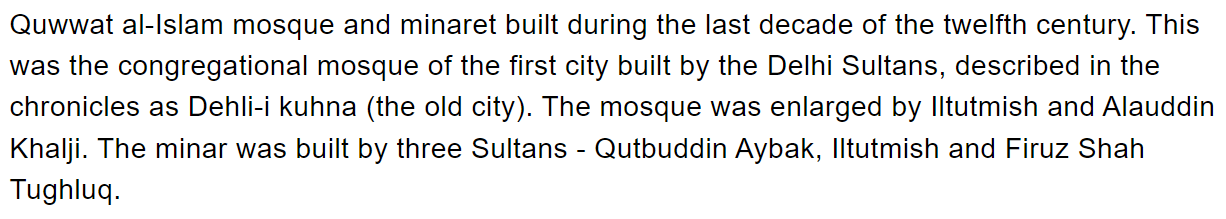 Quwwat al-Islam mosque and minaret built during the last decade of the twelfth century. This
was the congregational mosque of the first city built by the Delhi Sultans, described in the
chronicles as Dehli-i kuhna (the old city). The mosque was enlarged by Iltutmish and Alauddin
Khalji. The minar was built by three Sultans - Qutbuddin Aybak, Iltutmish and Firuz Shah
Tughluq.